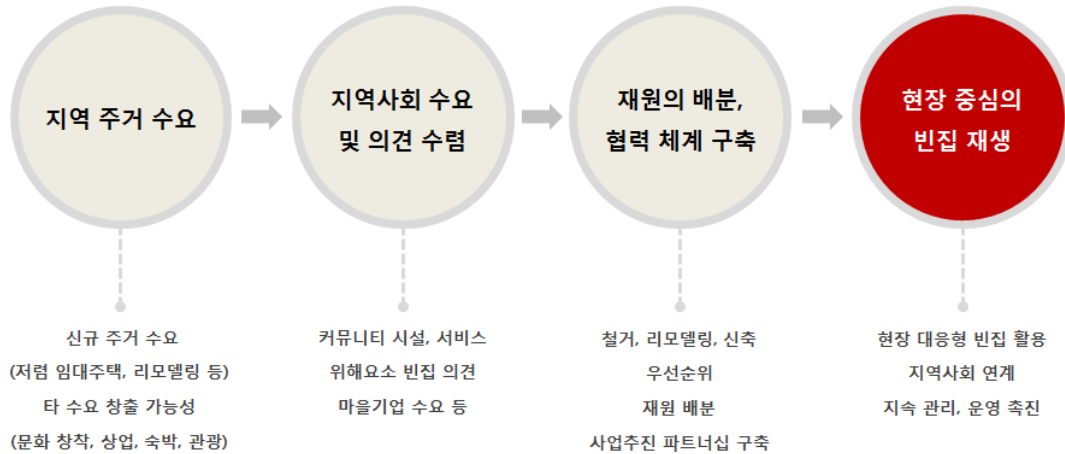 지역 주거 수요
지역사회 수요
및 의견 수렴
재원의 배분,
협력 체계 구축
현장 중심의
빈집 재생
신규 주거 수요
(저렴 임대주택, 리모델링 등)
타 수요 창출 가능성
(문화 창착, 상업, 숙박, 관광)
커뮤니티 시설, 서비스
위해요소 빈집 의견
마을기업 수요 등
철거, 리모델링, 신축
우선순위
재원 배분
사업추진 파트너십 구축
현장 대응형 빈집 활용
지역사회 연계
지속 관리, 운영 촉진